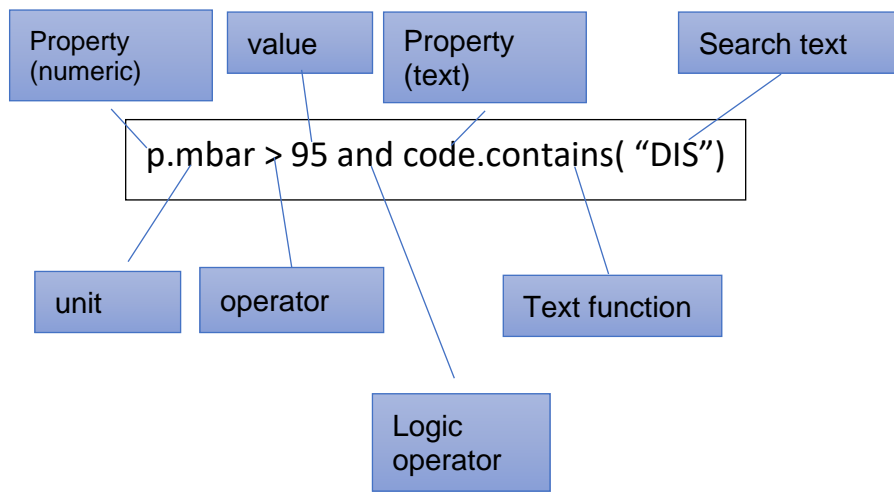 Property
(numeric)
value
Property
(text)
Search text
p.mbar > 95 and code.contains( “DIS”)
unit
operator
Text function
Logic
operator